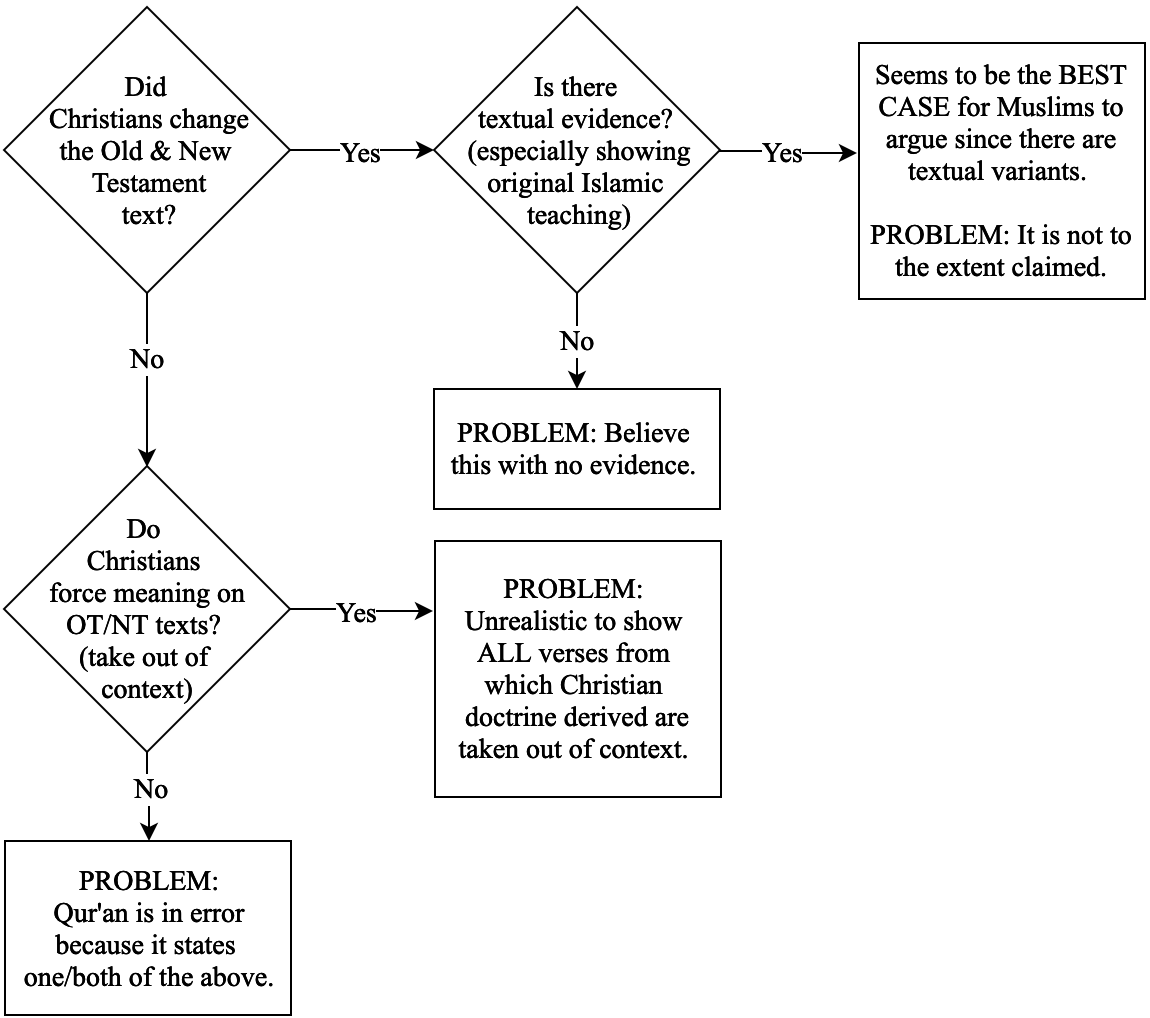 Did
Christians change
the Old & New
Testament
text?
Yes
Is there
textual evidence?
(especially showing
original Islamic
teaching)
Yes
Seems to be the BEST
CASE for Muslims to
argue since there are
textual variants.
PROBLEM: It is not to
the extent claimed.
No
No
PROBLEM: Believe
this with no evidence.
Do
Christians
force meaning on
OT/NT texts?
(take out of
context)
Yes
PROBLEM:
Unrealistic to show
ALL verses from
which Christian
doctrine derived are
taken out of context.
No
PROBLEM:
Qur'an is in error
because it states
one/both of the above.